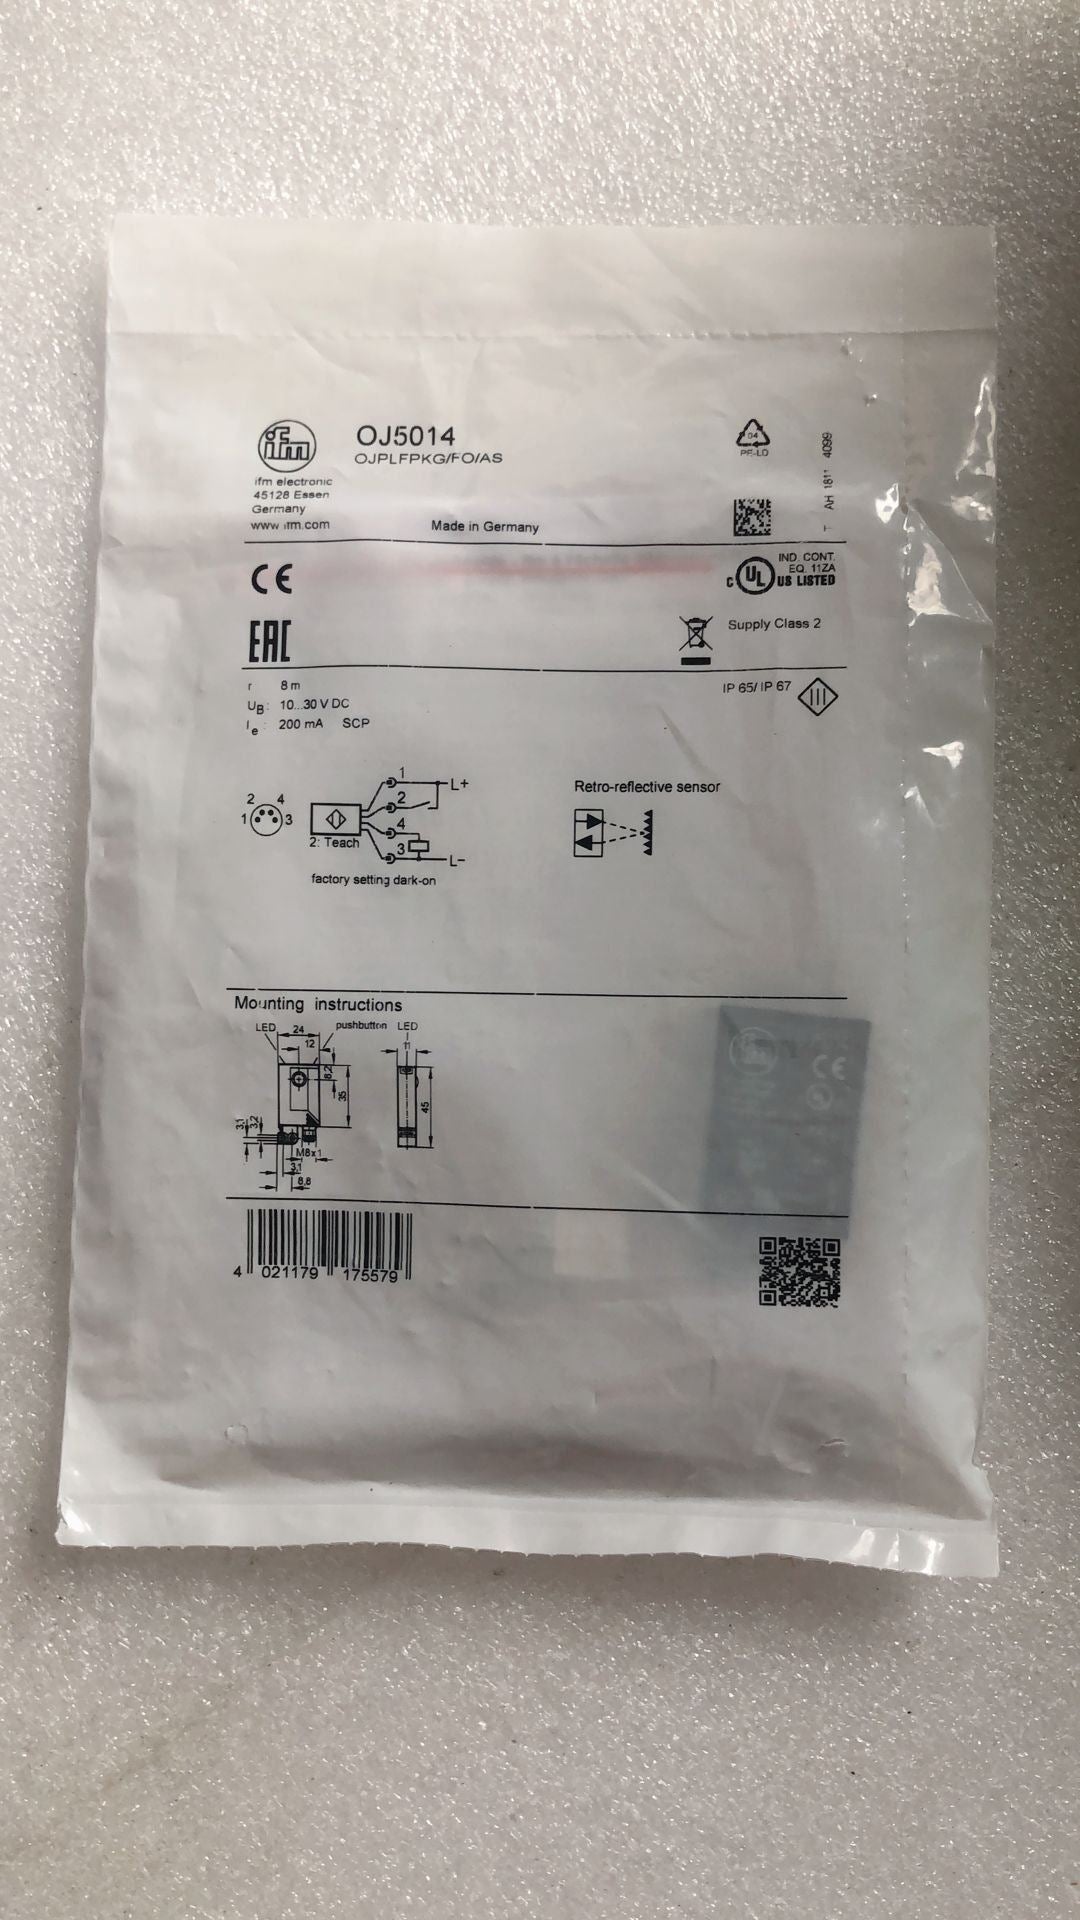 ifm
OJ5014
OJPLFPKG/FO/AS
04
PE-LD
ifm electronic
45128 Essen
Germany
www.ifm.com
Made in Germany
AH 1811 4099
CE
C UL US LISTED
IND. CONT.
EQ. 11ZA
EAC
Supply Class 2
r 8 m
UB: 10...30 V DC
Ie: 200 mA SCP
IP 65/ IP 67
III
2 4
1 3
1
L+
2
4
3
L−
2: Teach
factory setting dark-on
Retro-reflective sensor
Mounting instructions
LED 24 pushbutton LED
12 11
8,2
35
45
3,1 3,2
M8x1
3,1
8,8
4 021179 175579
ifm
CE